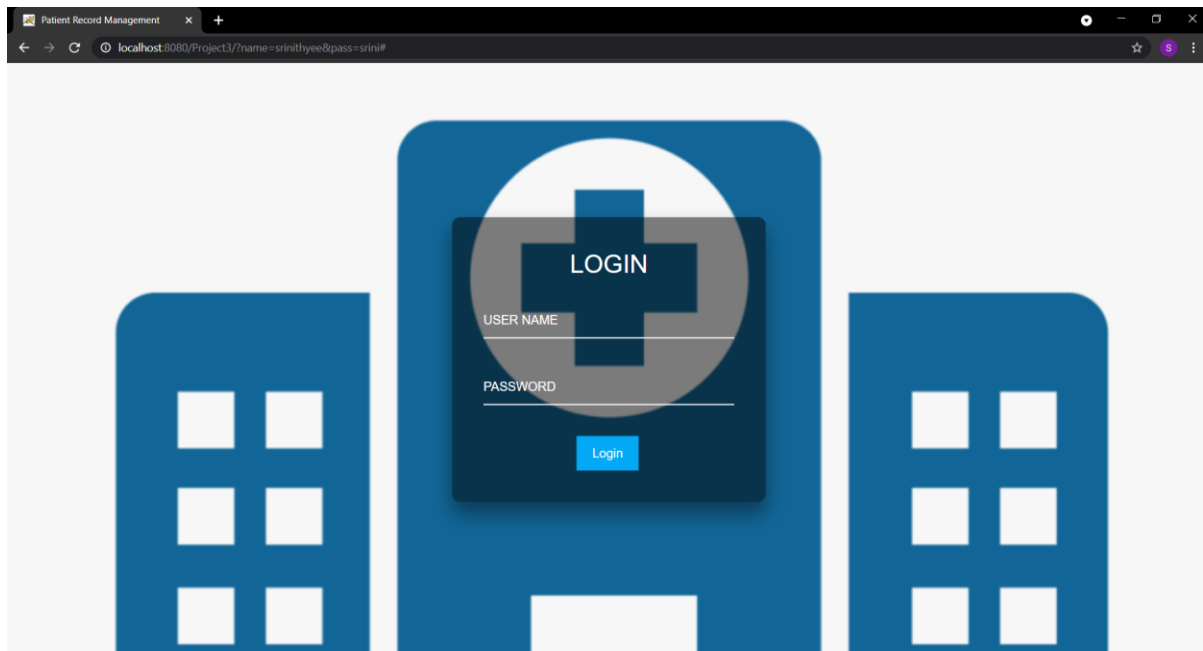 Patient Record Management
localhost:8080/Project3/?name=srinithyee&pass=srini#
S
LOGIN
USER NAME
PASSWORD
Login